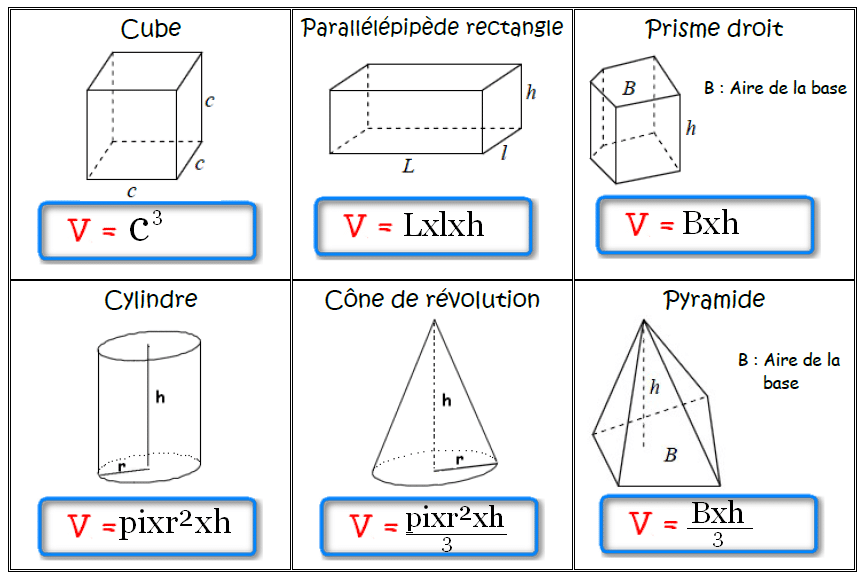 Cube
c
c
c
V = c³
Parallélépipède rectangle
h
l
L
V = Lxlxh
Prisme droit
B
B : Aire de la base
h
V = Bxh
Cylindre
h
r
V =pixr²xh
Cône de révolution
h
r
V = pixr²xh
3
Pyramide
B : Aire de la
base
h
B
V = Bxh
3